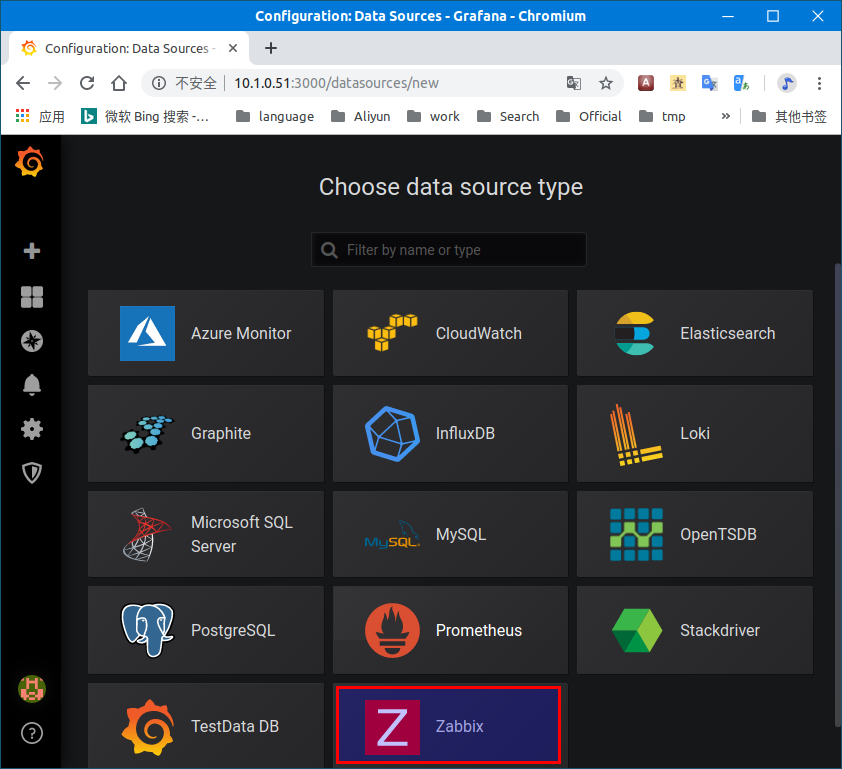 Configuration: Data Sources - Grafana - Chromium
Configuration: Data Sources -
不安全 10.1.0.51:3000/datasources/new
应用 微软 Bing 搜索 -... language Aliyun work Search Official tmp » 其他书签
Choose data source type
Filter by name or type
Azure Monitor
CloudWatch
Elasticsearch
Graphite
InfluxDB
Loki
Microsoft SQL
Server
MySQL
MySQL
OpenTSDB
PostgreSQL
Prometheus
Stackdriver
TestData DB
Z
Zabbix